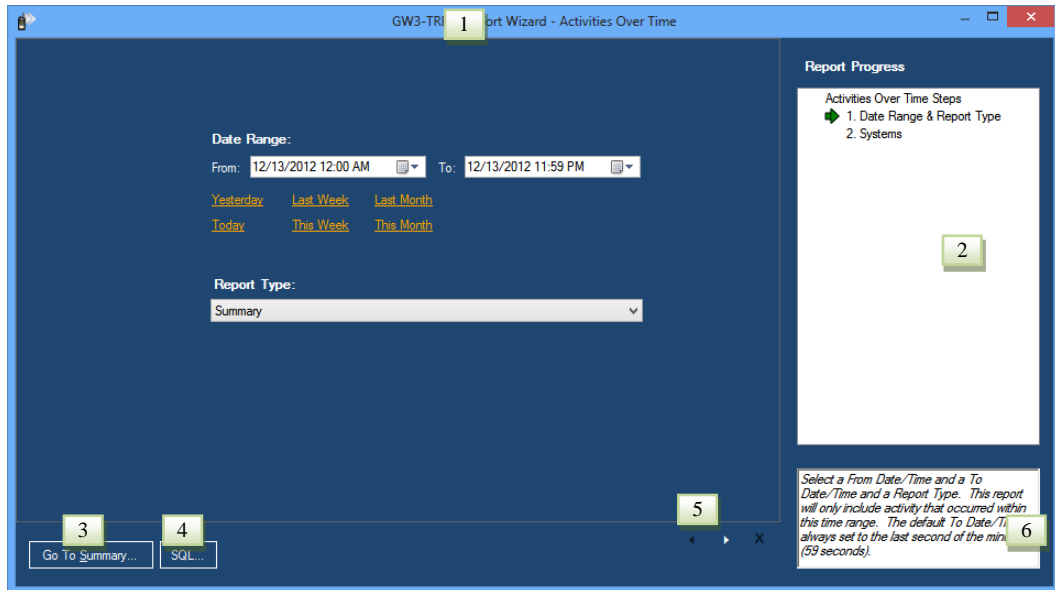 GW3-TR ort Wizard - Activities Over Time
1
Report Progress
Activities Over Time Steps
1. Date Range & Report Type
2. Systems
2
Date Range:
From: 12/13/2012 12:00 AM To: 12/13/2012 11:59 PM
Yesterday Last Week Last Month
Today This Week This Month
Report Type:
Summary
Select a From Date/Time and a To
Date/Time and a Report Type. This report
will only include activity that occurred within
this time range. The default To Date/
always set to the last second of the
(59 seconds).
6
3
Go To Summary...
4
SQL...
5
X